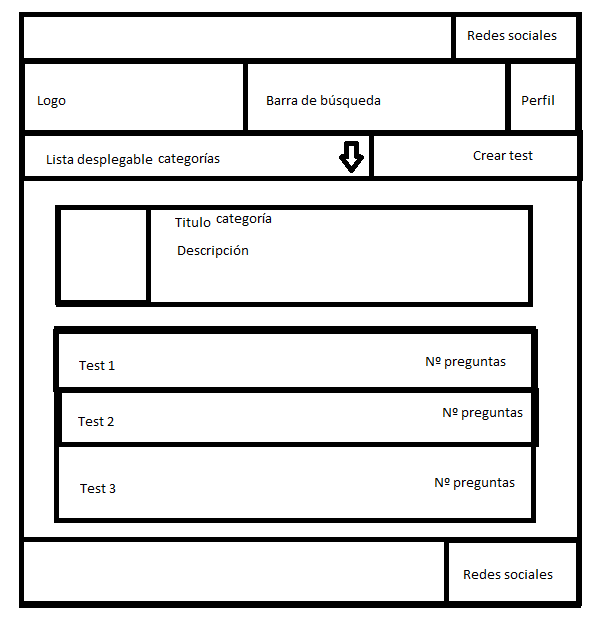 Redes sociales
Logo
Barra de búsqueda
Perfil
Lista desplegable categorías
Crear test
Titulo categoría
Descripción
Test 1
Nº preguntas
Test 2
Nº preguntas
Test 3
Nº preguntas
Redes sociales